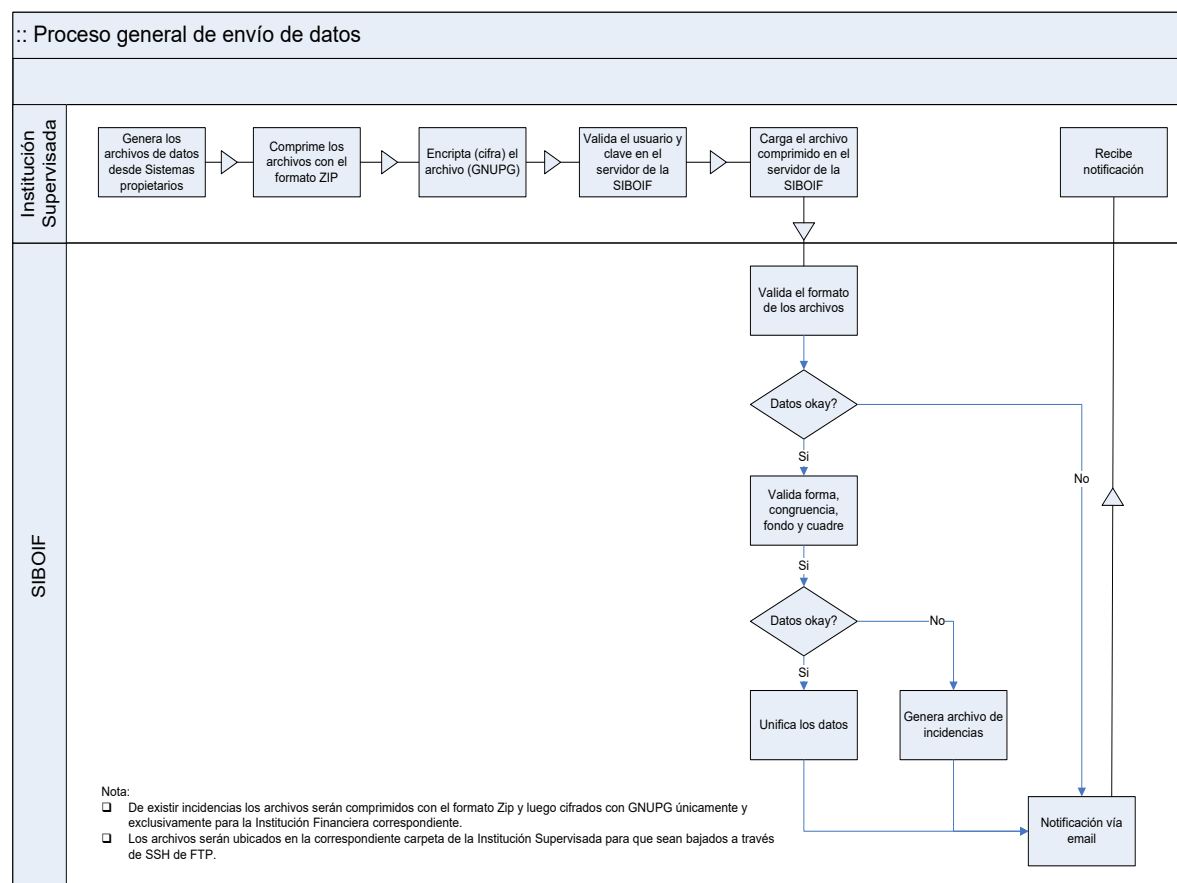 :: Proceso general de envío de datos
Institución
Supervisada
Genera los
archivos de datos
desde Sistemas
propietarios
Comprime los
archivos con el
formato ZIP
Encripta (cifra) el
archivo (GNUPG)
Valida el usuario y
clave en el
servidor de la
SIBOIF
Carga el archivo
comprimido en el
servidor de la
SIBOIF
Recibe
notificación
SIBOIF
Valida el formato
de los archivos
Datos okay?
Si
No
Valida forma,
congruencia,
fondo y cuadre
Si
Datos okay?
No
Si
Unifica los datos
Genera archivo de
incidencias
Notificación vía
email
Nota:
❑ De existir incidencias los archivos serán comprimidos con el formato Zip y luego cifrados con GNUPG únicamente y
exclusivamente para la Institución Financiera correspondiente.
❑ Los archivos serán ubicados en la correspondiente carpeta de la Institución Supervisada para que sean bajados a través
de SSH de FTP.